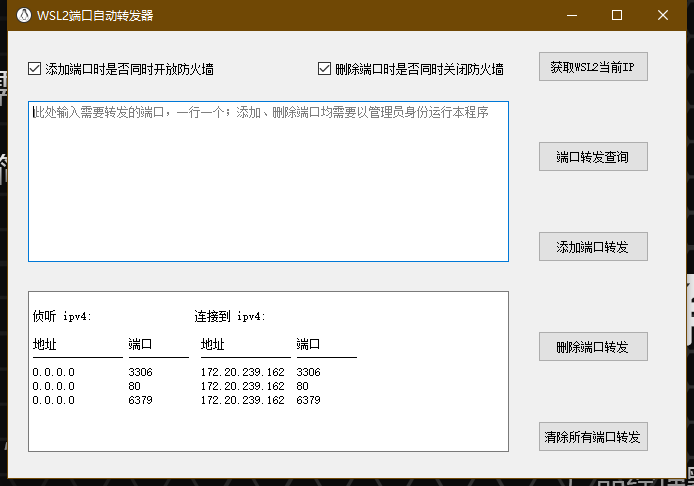 WSL2端口自动转发器
添加端口时是否同时开放防火墙 删除端口时是否同时关闭防火墙 获取WSL2当前IP
此处输入需要转发的端口，一行一个；添加、删除端口均需要以管理员身份运行本程序
端口转发查询
添加端口转发
侦听 ipv4: 连接到 ipv4:
地址 端口 地址 端口
0.0.0.0 3306 172.20.239.162 3306
0.0.0.0 80 172.20.239.162 80
0.0.0.0 6379 172.20.239.162 6379
删除端口转发
清除所有端口转发